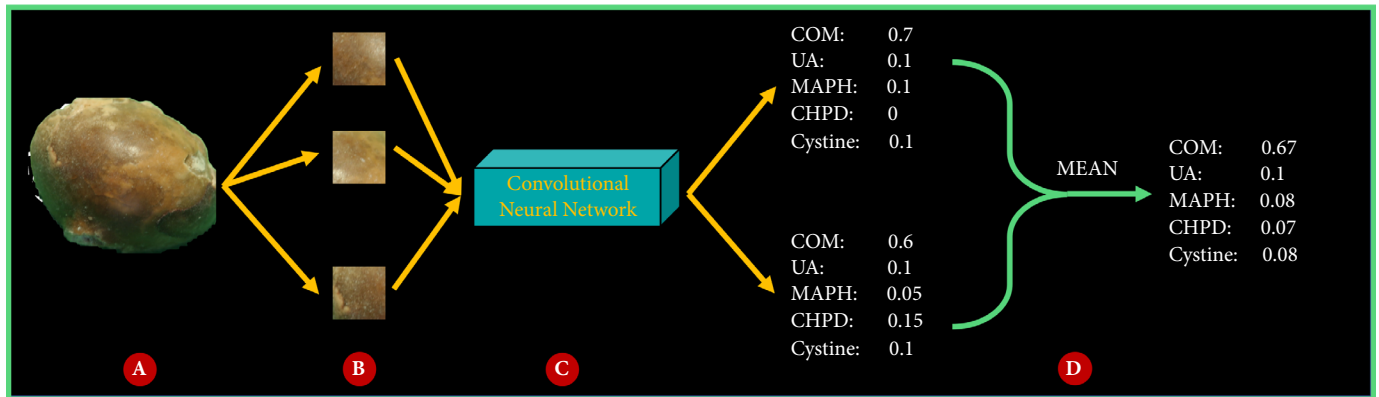 COM: 0.7
UA: 0.1
MAPH: 0.1
CHPD: 0
Cystine: 0.1
Convolutional
Neural Network
COM: 0.6
UA: 0.1
MAPH: 0.05
CHPD: 0.15
Cystine: 0.1
MEAN
COM: 0.67
UA: 0.1
MAPH: 0.08
CHPD: 0.07
Cystine: 0.08
A
B
C
D